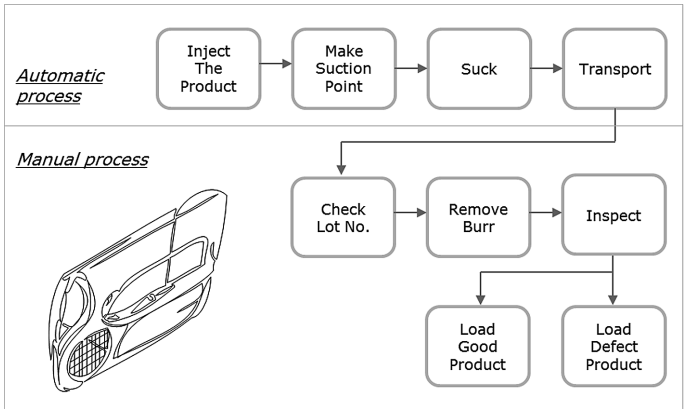 Automatic
process
Inject
The
Product
Make
Suction
Point
Suck
Transport
Manual process
Check
Lot No.
Remove
Burr
Inspect
Load
Good
Product
Load
Defect
Product